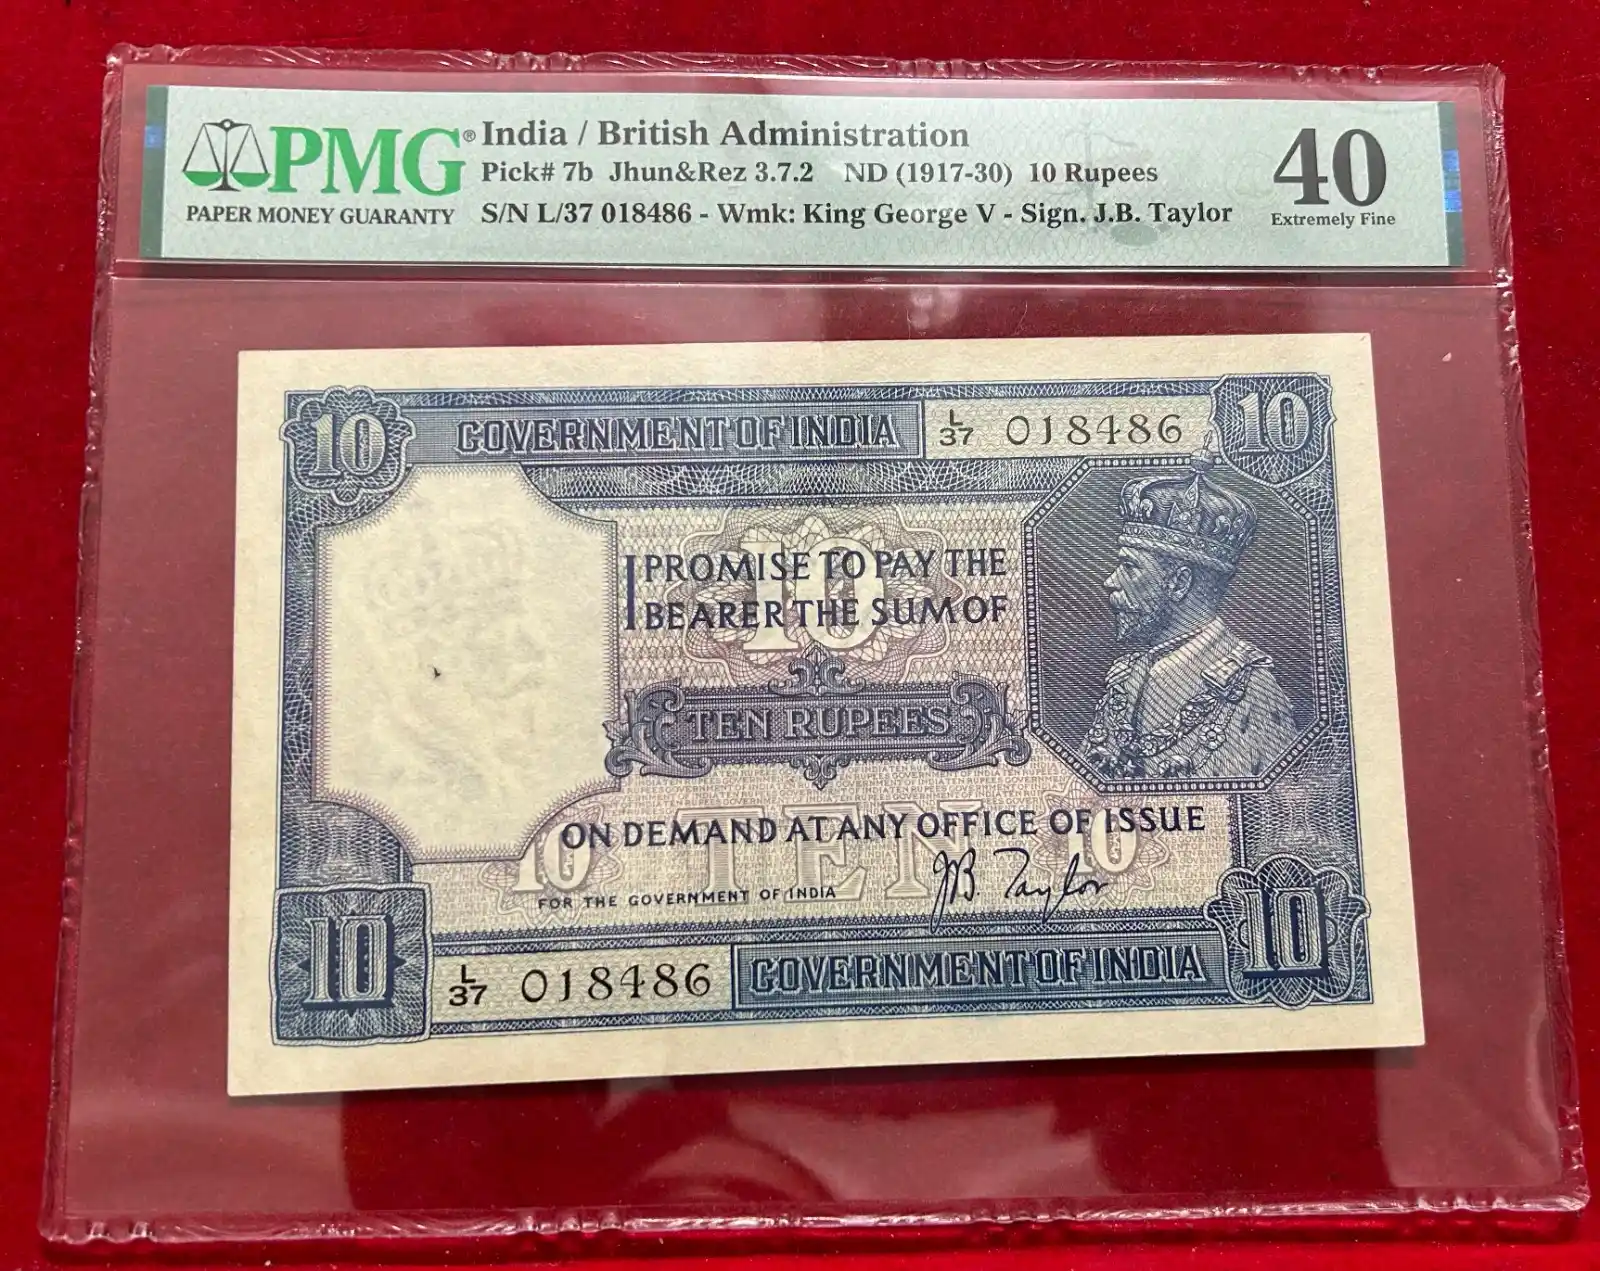 PMG®
PAPER MONEY GUARANTY
India / British Administration
Pick# 7b Jhun&Rez 3.7.2 ND (1917-30) 10 Rupees
S/N L/37 018486 - Wmk: King George V - Sign. J.B. Taylor
40
Extremely Fine
10
GOVERNMENT OF INDIA
L/37 018486
10
10
I PROMISE TO PAY THE
BEARER THE SUM OF
TEN RUPEES
TEN
ON DEMAND AT ANY OFFICE OF ISSUE
10
10
FOR THE GOVERNMENT OF INDIA
J.B. Taylor
10
L/37 018486
GOVERNMENT OF INDIA
10